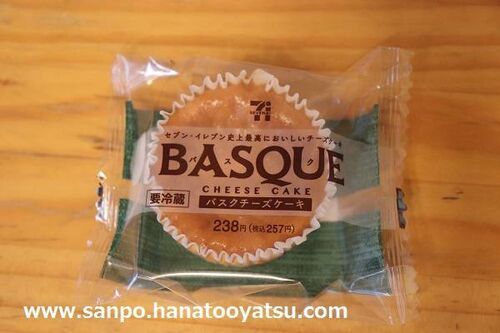 セブン‐イレブン史上最高においしいチーズケーキ
BASQUE
バスク
CHEESE CAKE
要冷蔵
バスクチーズケーキ
238円(税込257円)
www.sanpo.hanatooyatsu.com